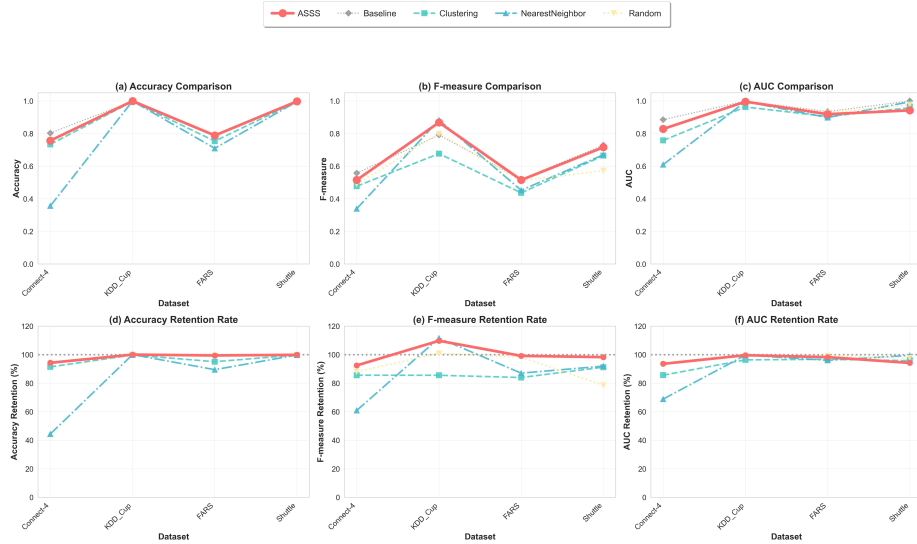 ASSS Baseline Clustering NearestNeighbor Random
(a) Accuracy Comparison
1.0
0.8
0.6
0.4
0.2
0.0
Accuracy
Connect-4 KDD_Cup FARS Shuttle
Dataset
(b) F-measure Comparison
1.0
0.8
0.6
0.4
0.2
0.0
F-measure
Connect-4 KDD_Cup FARS Shuttle
Dataset
(c) AUC Comparison
1.0
0.8
0.6
0.4
0.2
0.0
AUC
Connect-4 KDD_Cup FARS Shuttle
Dataset
(d) Accuracy Retention Rate
120
100
80
60
40
20
0
Accuracy Retention (%)
Connect-4 KDD_Cup FARS Shuttle
Dataset
(e) F-measure Retention Rate
120
100
80
60
40
20
0
F-measure Retention (%)
Connect-4 KDD_Cup FARS Shuttle
Dataset
(f) AUC Retention Rate
120
100
80
60
40
20
0
AUC Retention (%)
Connect-4 KDD_Cup FARS Shuttle
Dataset